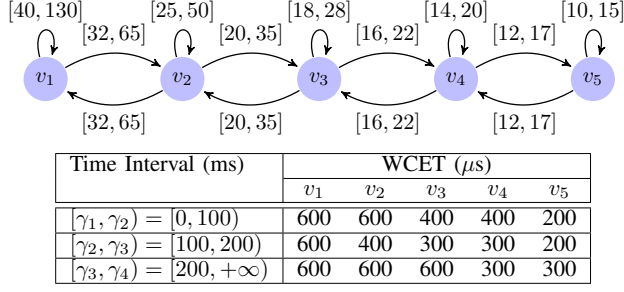 [40, 130] [25, 50] [18, 28] [14, 20] [10, 15]
[32, 65] [20, 35] [16, 22] [12, 17]
v1 v2 v3 v4 v5
[32, 65] [20, 35] [16, 22] [12, 17]
Time Interval (ms) WCET (μs)
v1 v2 v3 v4 v5
[γ1, γ2) = [0, 100) 600 600 400 400 200
[γ2, γ3) = [100, 200) 600 400 300 300 200
[γ3, γ4) = [200, +∞) 600 600 600 300 300